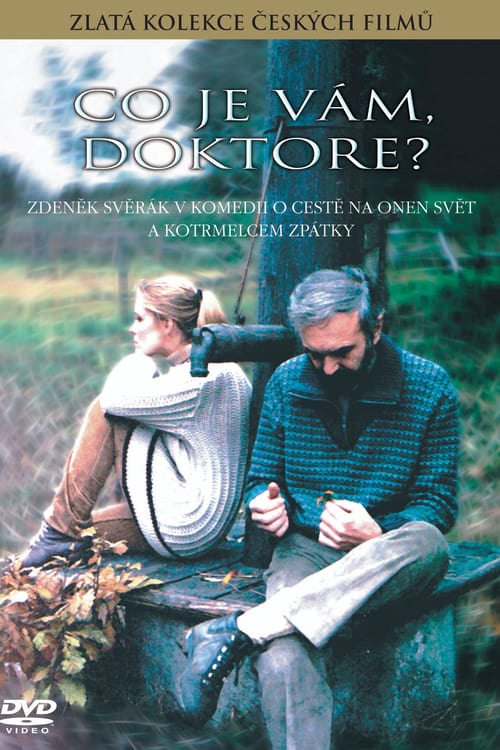 ZLATÁ KOLEKCE ČESKÝCH FILMŮ
CO JE VÁM,
DOKTORE?
ZDENĚK SVĚRÁK V KOMEDII O CESTĚ NA ONEN SVĚT
A KOTRMELCEM ZPÁTKY
DVD
VIDEO